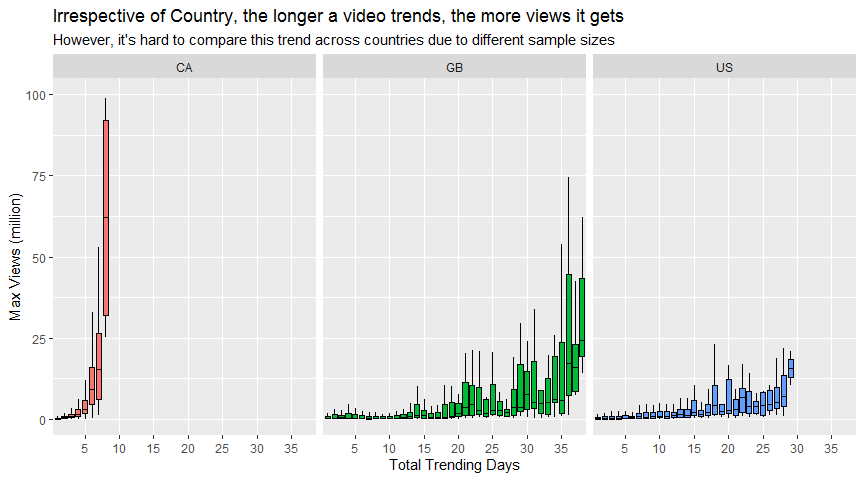 Irrespective of Country, the longer a video trends, the more views it gets
However, it's hard to compare this trend across countries due to different sample sizes
CA GB US
100
75
50
25
0
5 10 15 20 25 30 35 5 10 15 20 25 30 35 5 10 15 20 25 30 35
Max Views (million)
Total Trending Days